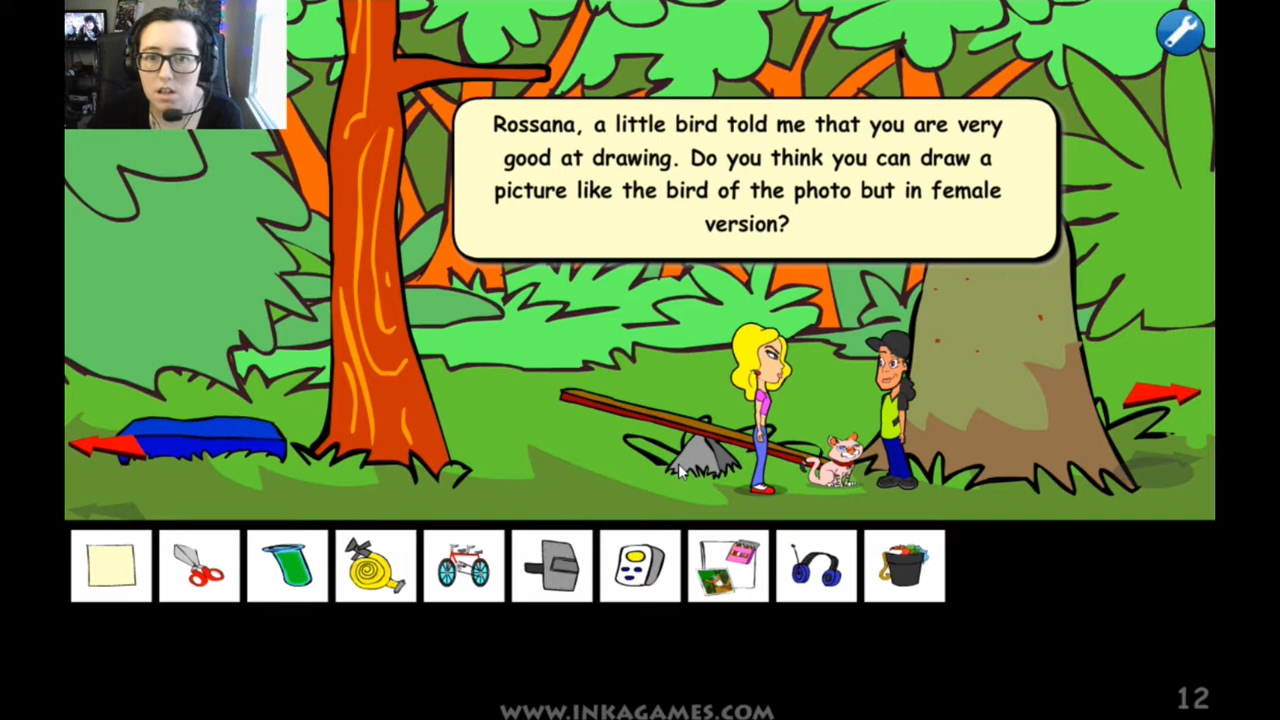 Rossana, a little bird told me that you are very
good at drawing. Do you think you can draw a
picture like the bird of the photo but in female
version?
12
WWW.INKAGAMES.COM